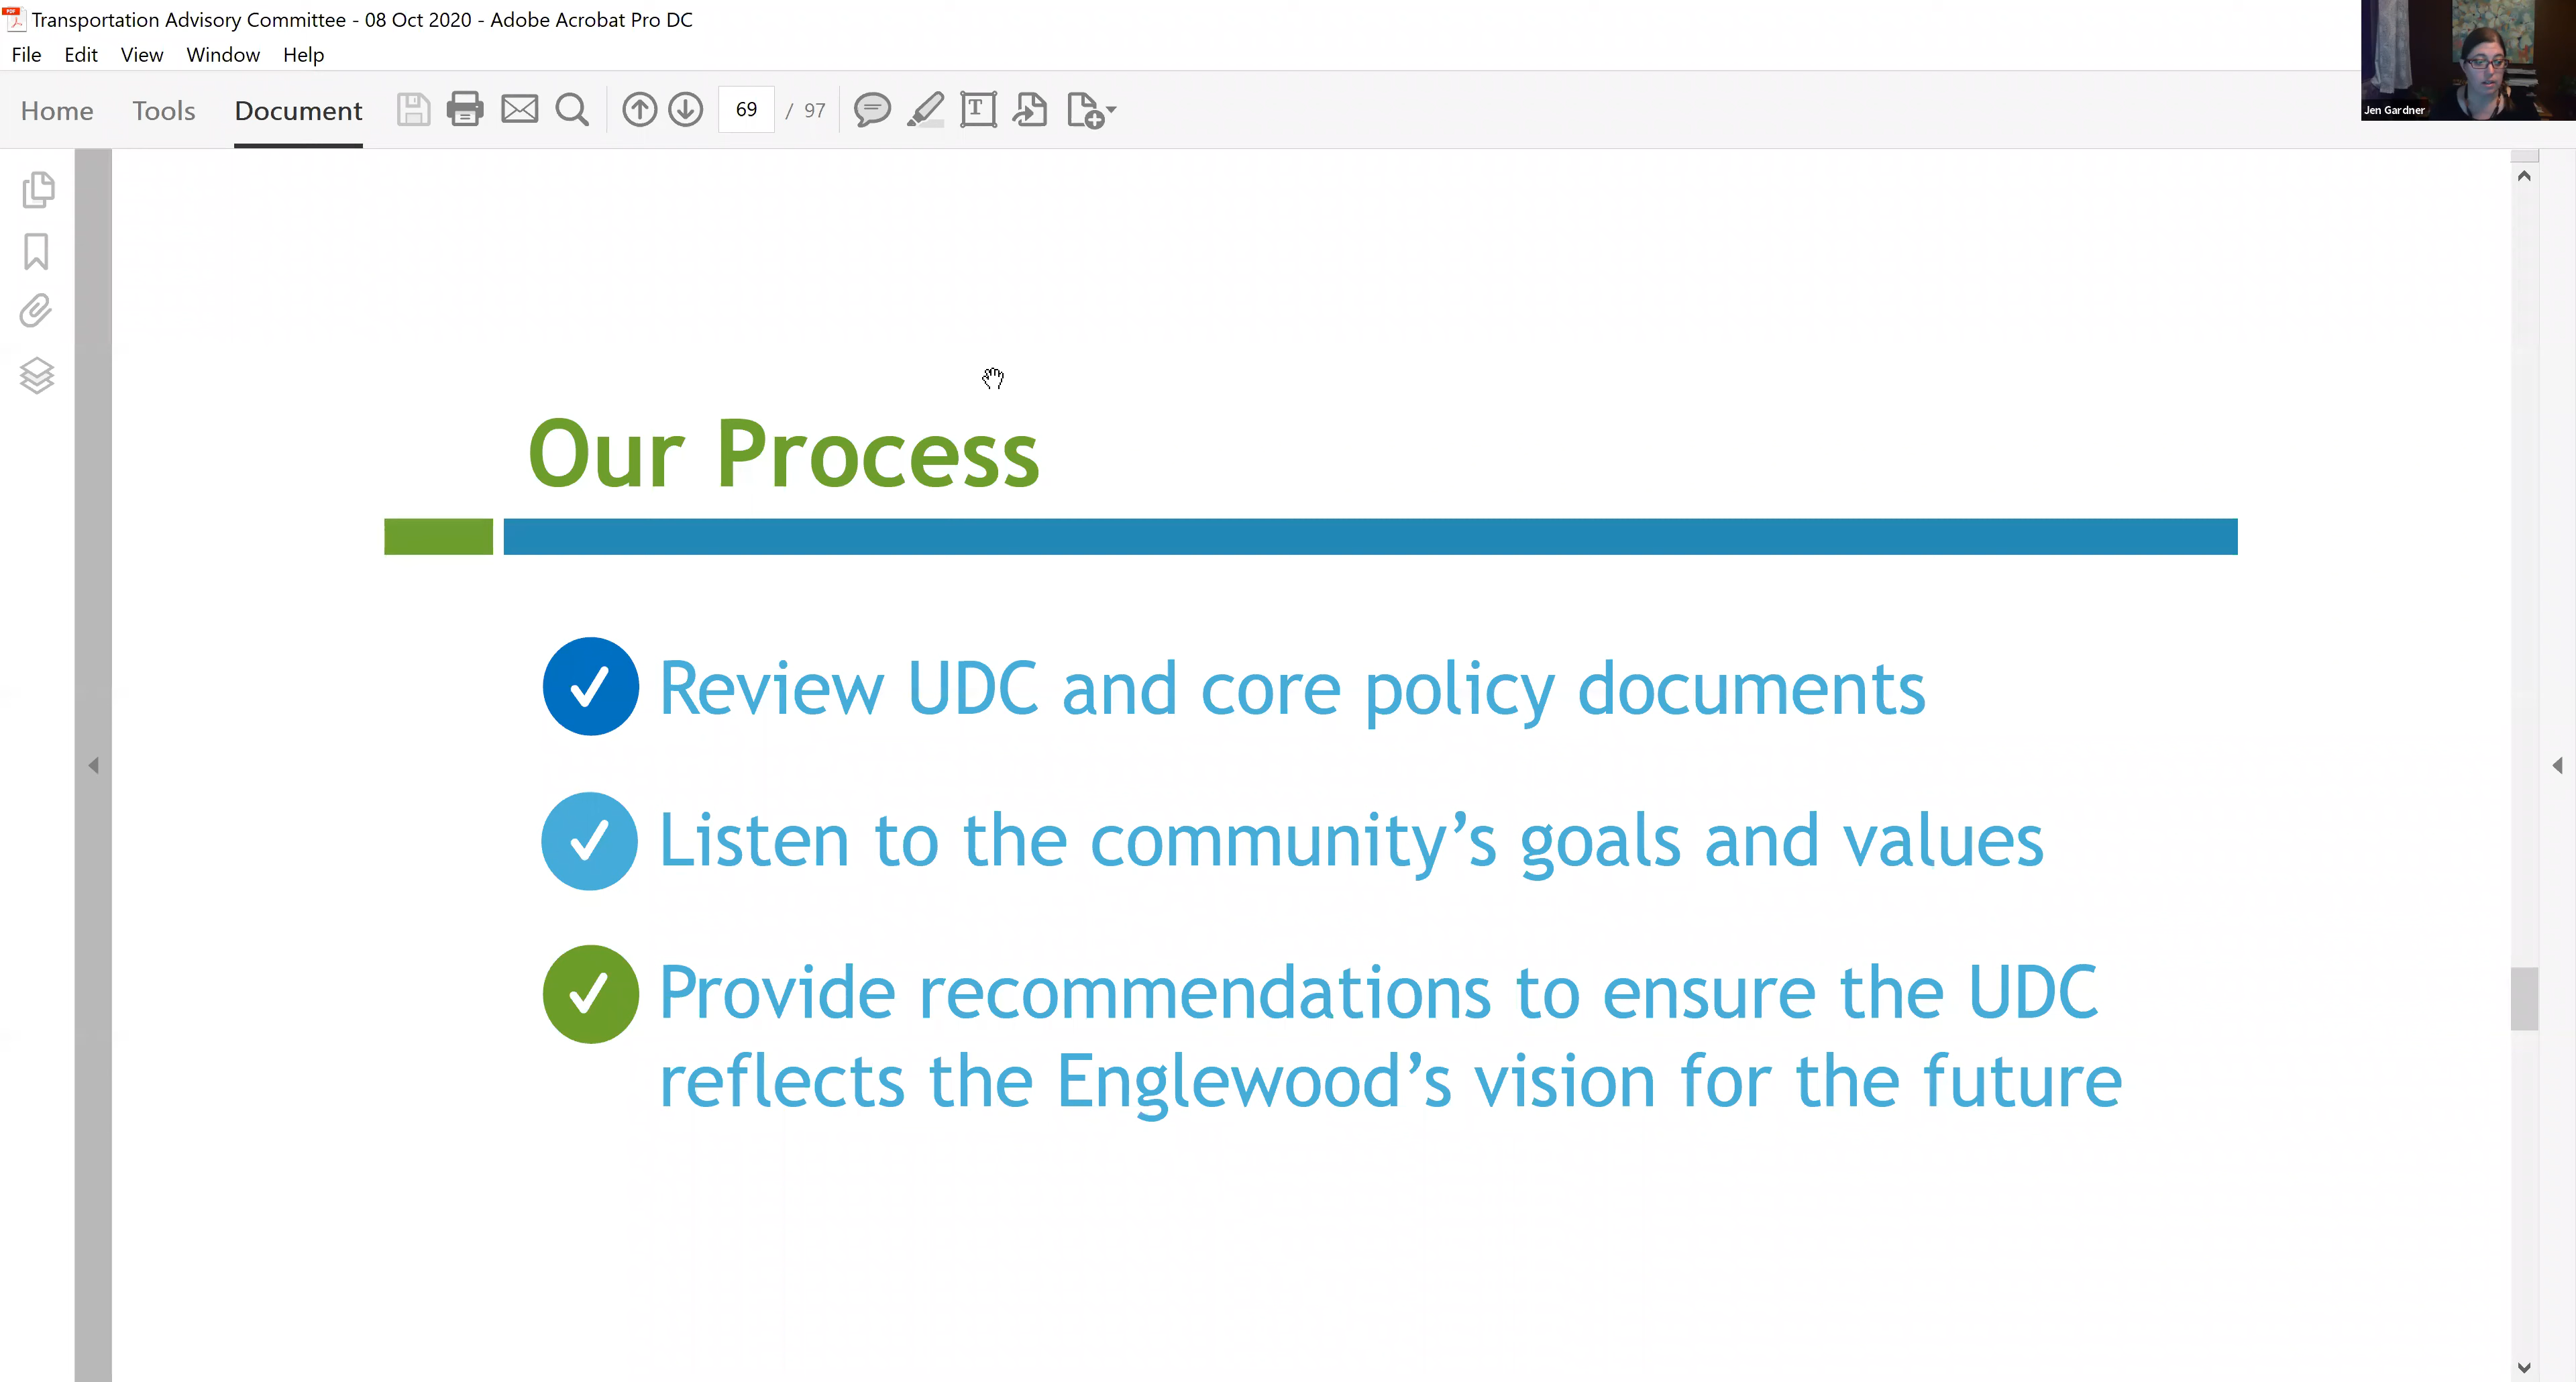 Transportation Advisory Committee - 08 Oct 2020 - Adobe Acrobat Pro DC
File Edit View Window Help
Home Tools Document 69 / 97
Jen Gardner
Our Process
Review UDC and core policy documents
Listen to the community’s goals and values
Provide recommendations to ensure the UDC
reflects the Englewood’s vision for the future